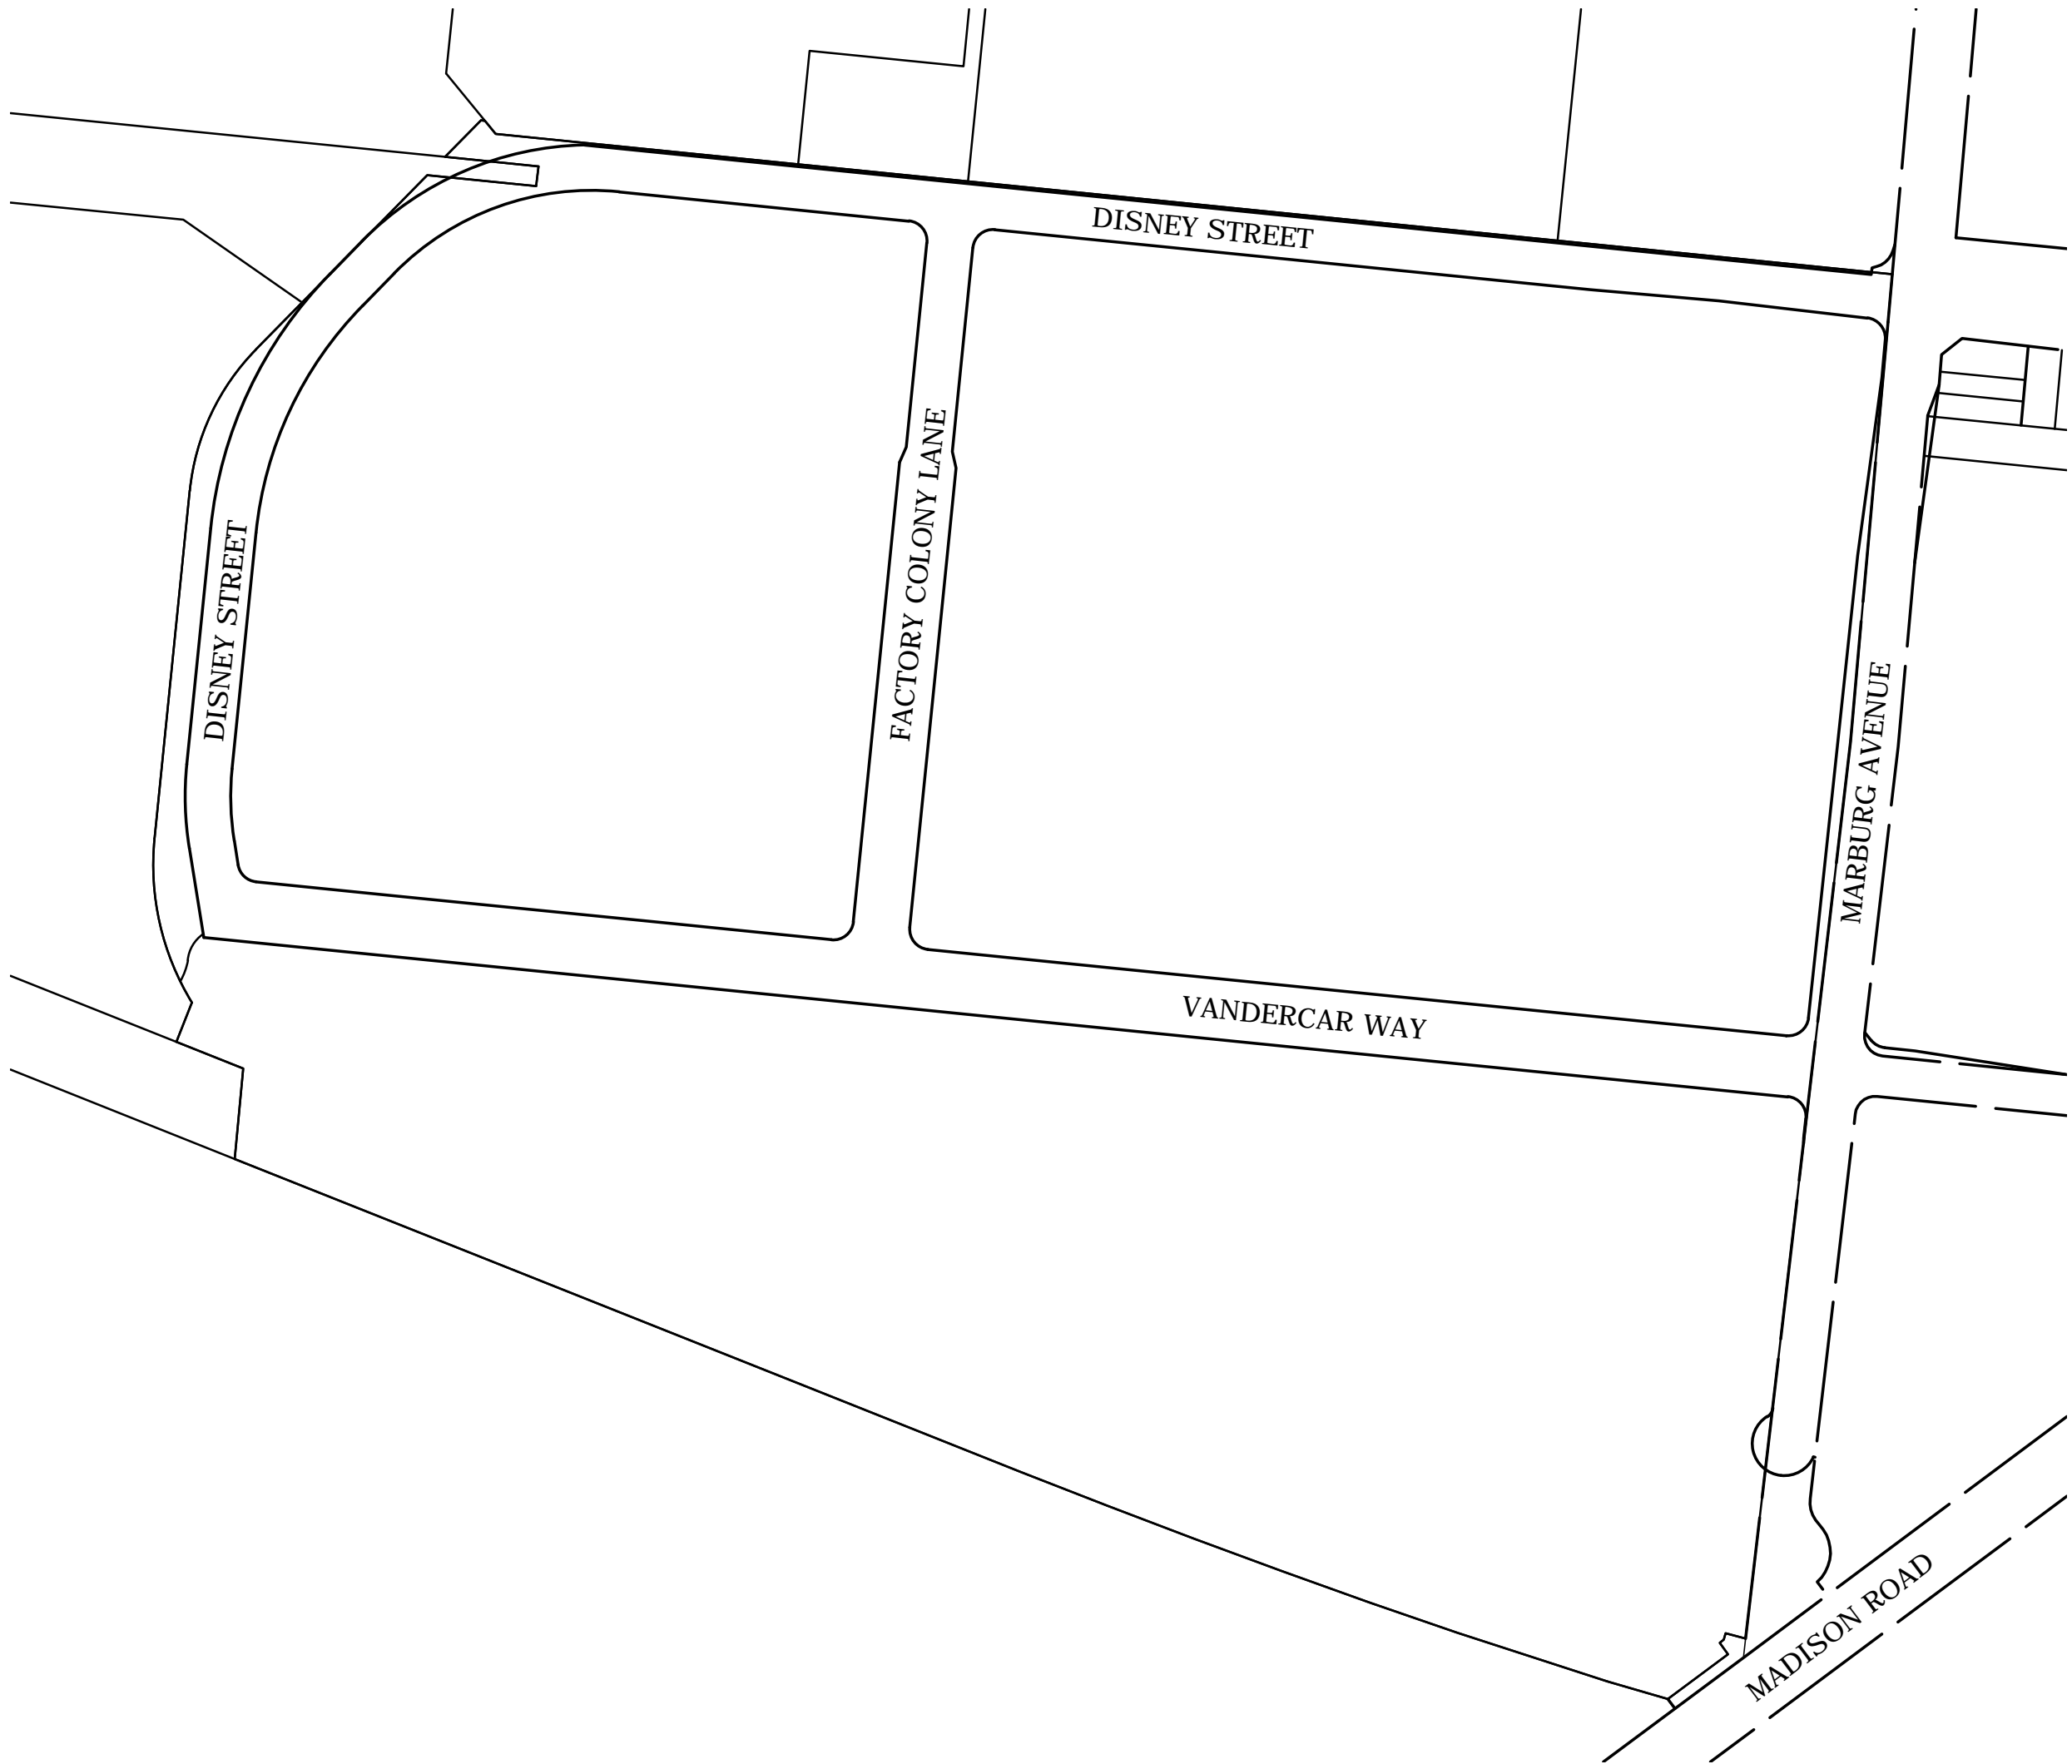 DISNEY STREET
DISNEY STREET
FACTORY COLONY LANE
MARBURG AVENUE
VANDERCAR WAY
MADISON ROAD